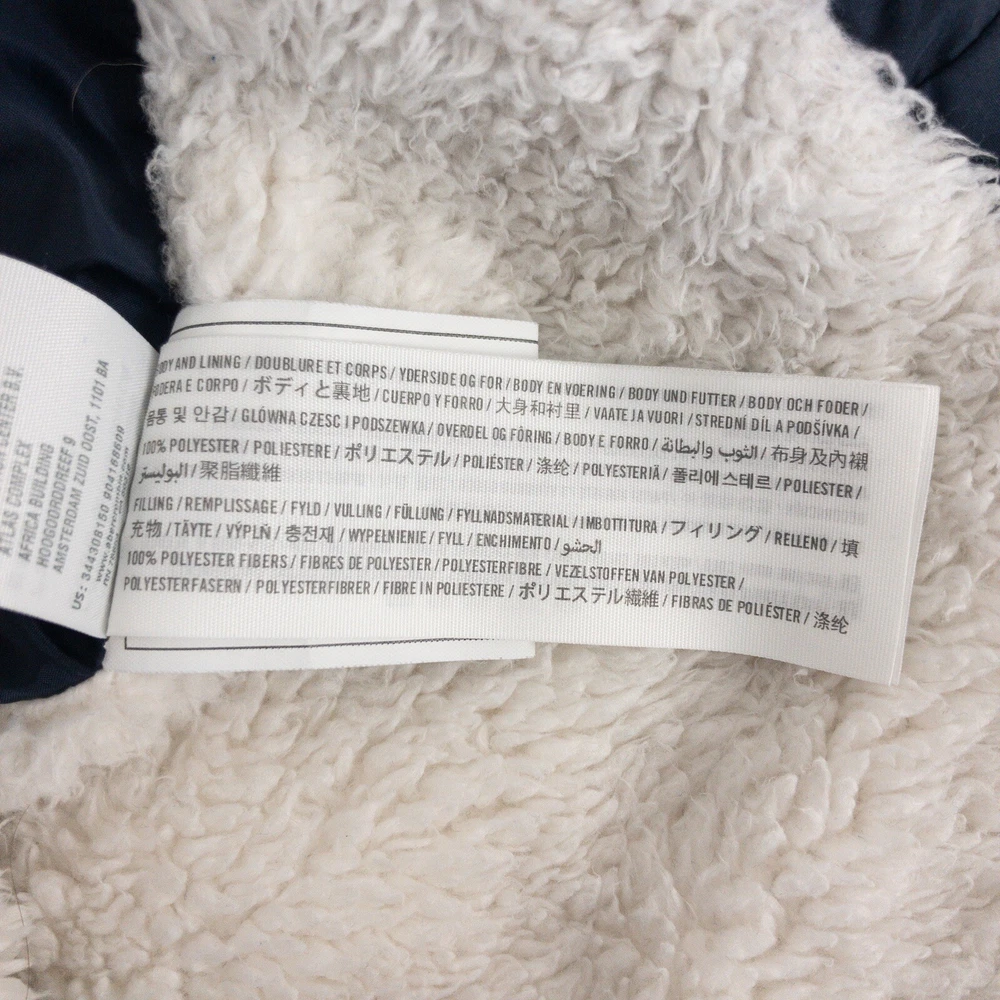 ATLAS COMPLEX
AFRICA BUILDING
HOOGOORDDREEF 9
AMSTERDAM ZUID OOST, 1101 BA
BODY AND LINING / DOUBLURE ET CORPS / YDERSIDE OG FOR / BODY EN VOERING / BODY UND FUTTER / BODY OCH FODER /
FODERA E CORPO / ボディと裏地 / CUERPO Y FORRO / 大身和衬里 / VAATE JA VUORI / STREDNÍ DÍL A PODŠÍVKA /
몸통 및 안감 / GLÓWNA CZESC I PODSZEWKA / OVERDEL OG FÔRING / BODY E FORRO / الثوب والبطانة / 布身及內襯
100% POLYESTER / POLIESTERE / ポリエステル / POLIÉSTER / 涤纶 / POLYESTERIÄ / 폴리에스테르 / POLIESTER /
البوليستر / 聚脂纖維
FILLING / REMPLISSAGE / FYLD / VULLING / FÜLLUNG / FYLLNADSMATERIAL / IMBOTTITURA / フィリング / RELLENO / 填
充物 / TÄYTE / VÝPLŇ / 충전재 / WYPEŁNIENIE / FYLL / ENCHIMENTO / الحشو
100% POLYESTER FIBERS / FIBRES DE POLYESTER / POLYESTERFIBRE / VEZELSTOFFEN VAN POLYESTER /
POLYESTERFASERN / POLYESTERFIBRER / FIBRE IN POLIESTERE / ポリエステル繊維 / FIBRAS DE POLIÉSTER / 涤纶